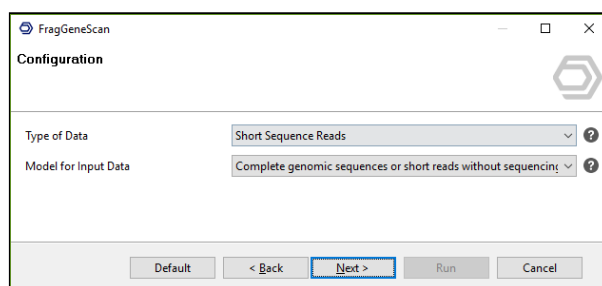 FragGeneScan
Configuration
Type of Data Short Sequence Reads
Model for Input Data Complete genomic sequences or short reads without sequencing
Default < Back Next > Run Cancel